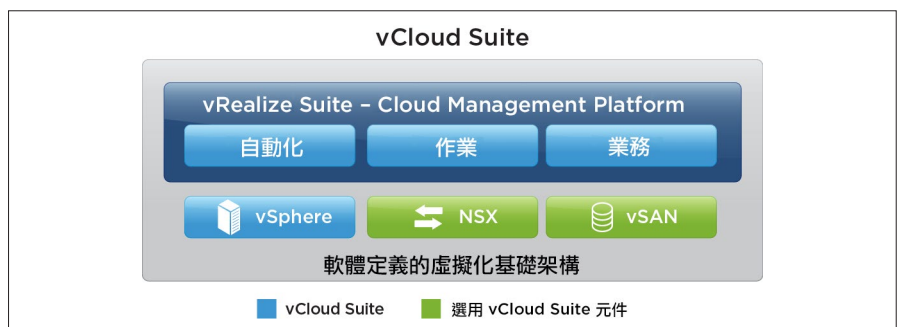 vCloud Suite
vRealize Suite – Cloud Management Platform
自動化 作業 業務
vSphere NSX vSAN
軟體定義的虛擬化基礎架構
vCloud Suite 選用 vCloud Suite 元件